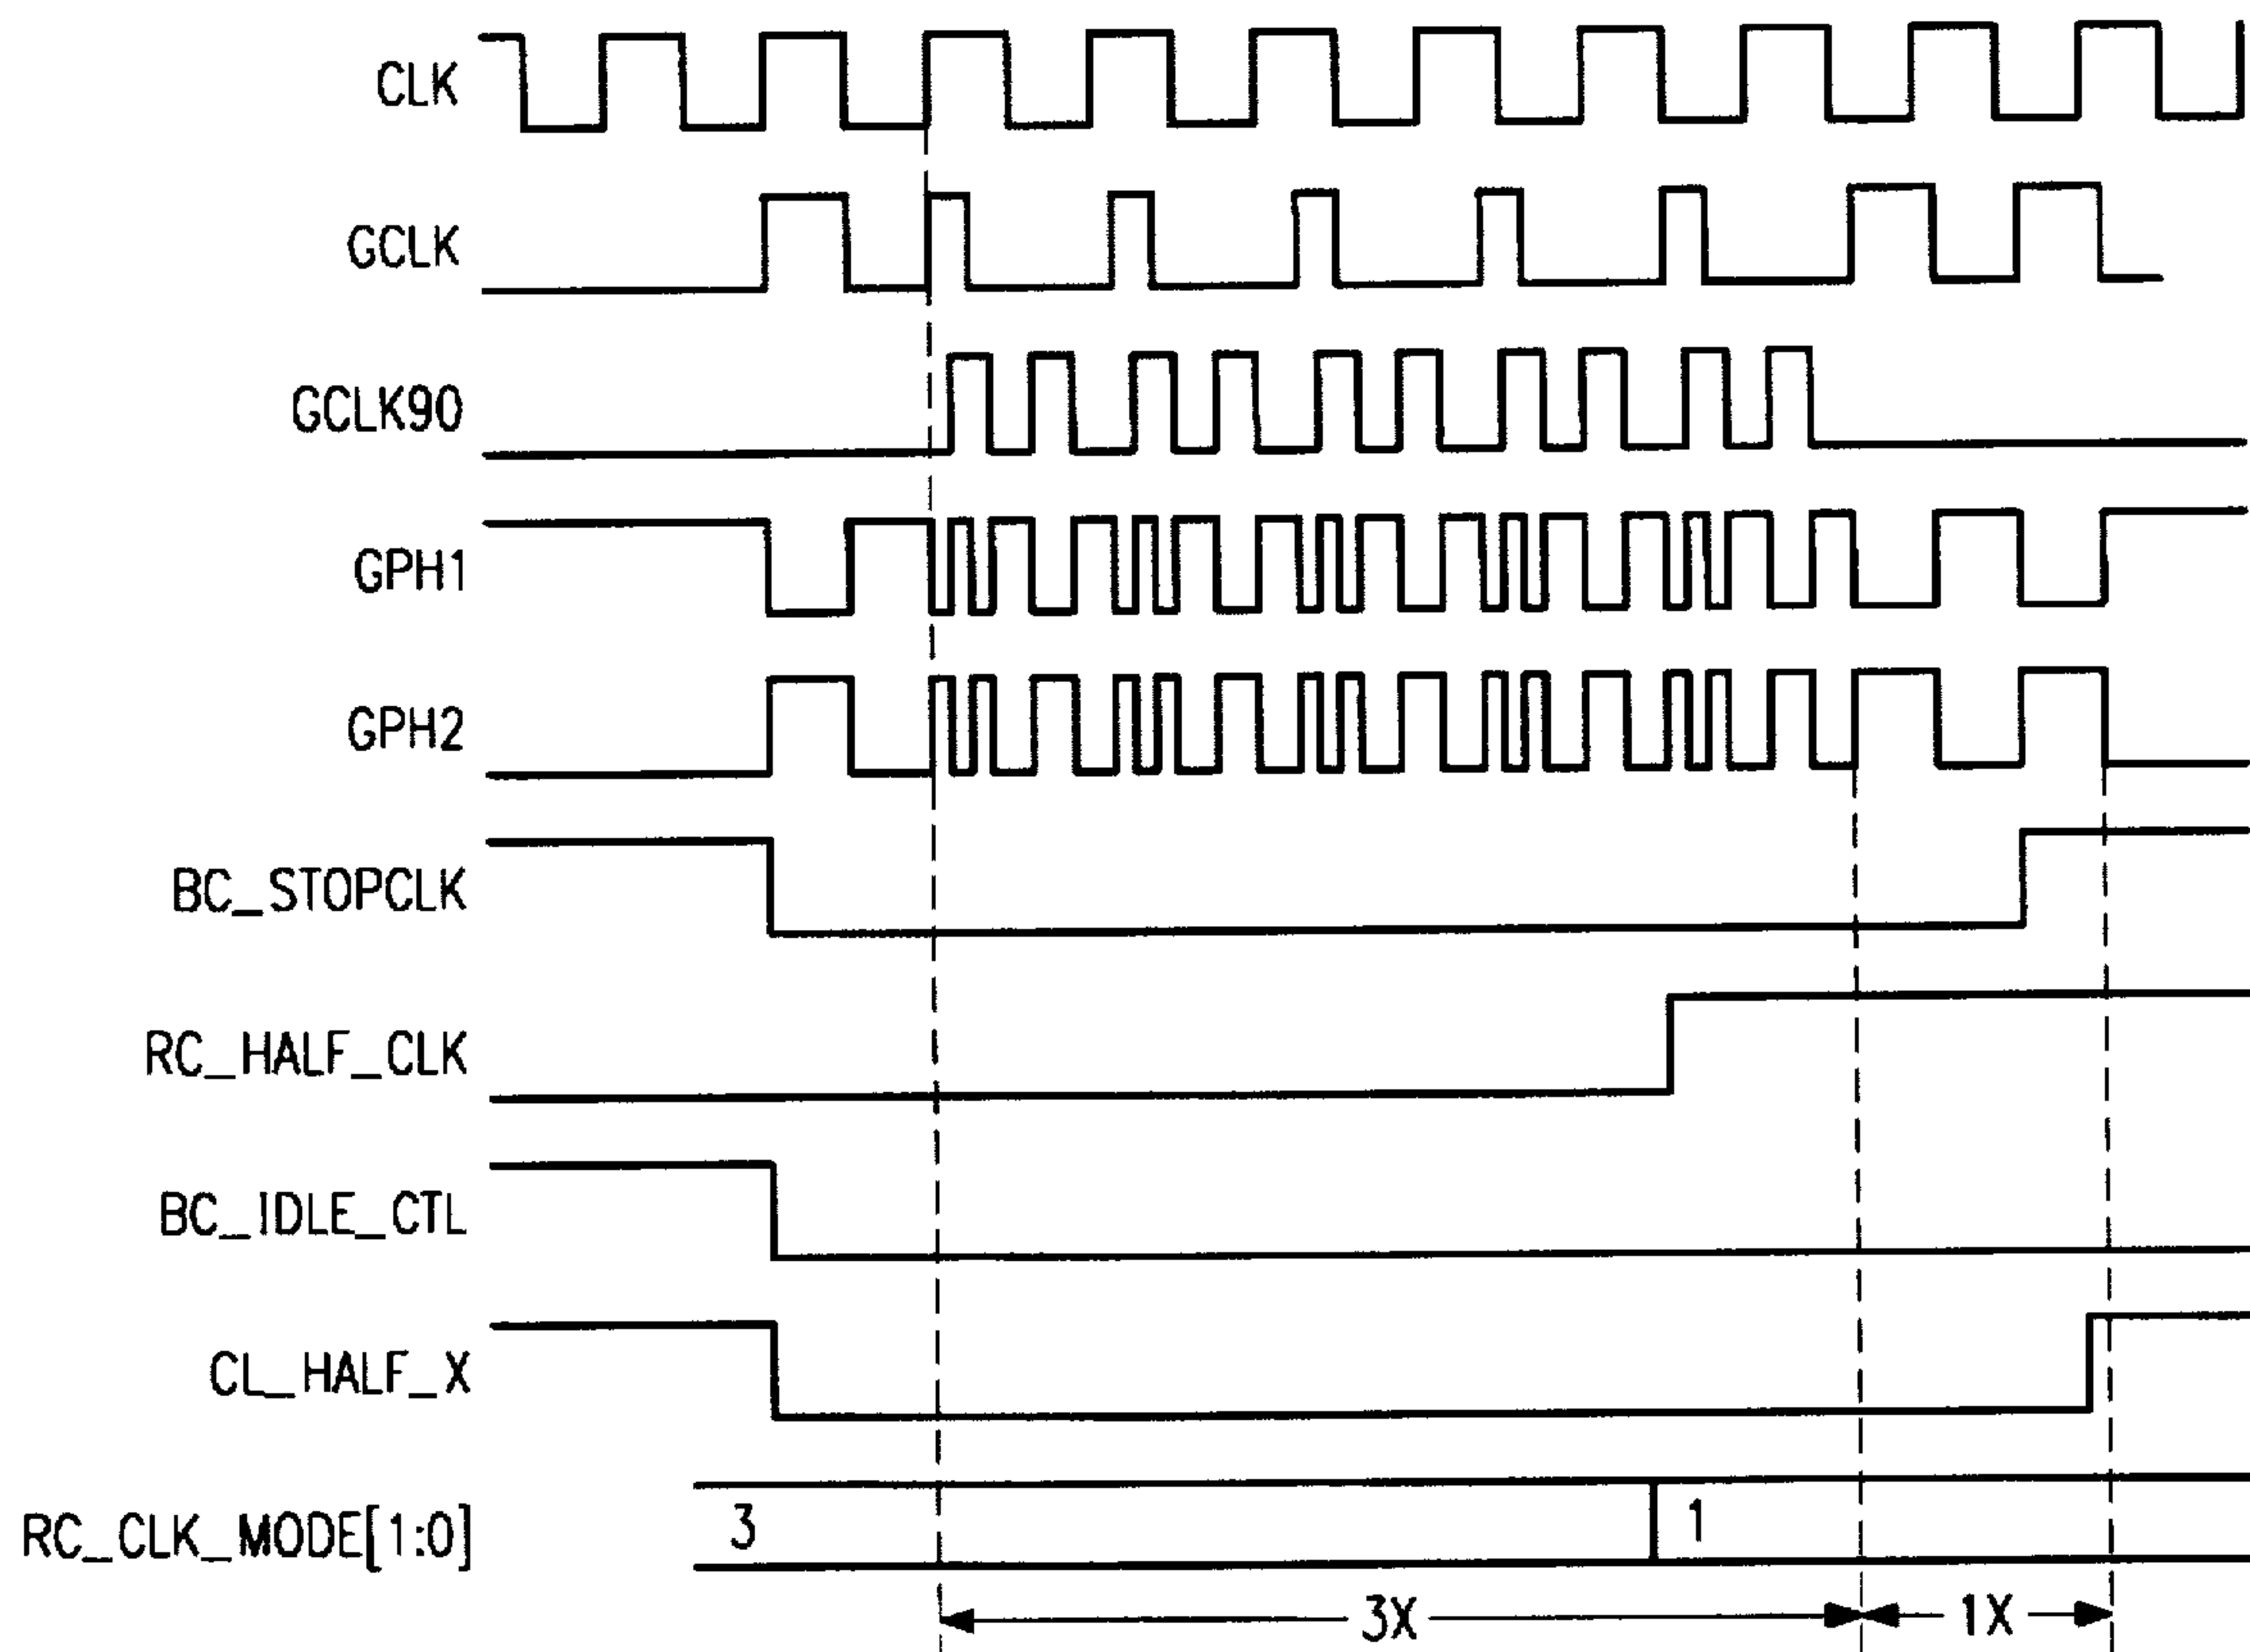 CLK
GCLK
GCLK90
GPH1
GPH2
BC_STOPCLK
RC_HALF_CLK
BC_IDLE_CTL
CL_HALF_X
RC_CLK_MODE[1:0] 3 1
3X 1X